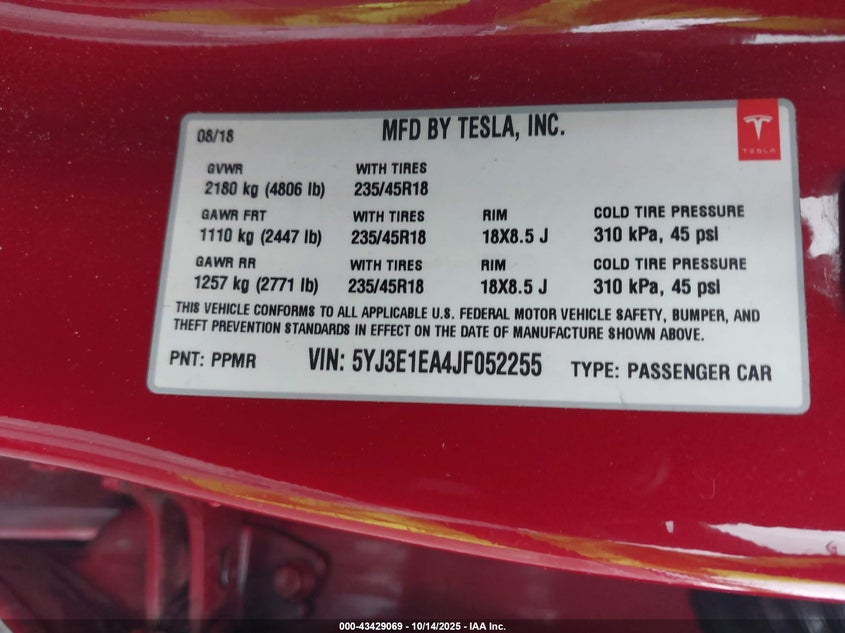 08/18 MFD BY TESLA, INC.
TESLA
GVWR WITH TIRES
2180 kg (4806 lb) 235/45R18
GAWR FRT WITH TIRES RIM COLD TIRE PRESSURE
1110 kg (2447 lb) 235/45R18 18X8.5 J 310 kPa, 45 psi
GAWR RR WITH TIRES RIM COLD TIRE PRESSURE
1257 kg (2771 lb) 235/45R18 18X8.5 J 310 kPa, 45 psi
THIS VEHICLE CONFORMS TO ALL APPLICABLE U.S. FEDERAL MOTOR VEHICLE SAFETY, BUMPER, AND
THEFT PREVENTION STANDARDS IN EFFECT ON THE DATE OF MANUFACTURE SHOWN ABOVE.
PNT: PPMR VIN: 5YJ3E1EA4JF052255 TYPE: PASSENGER CAR
000-43429069 - 10/14/2025 - IAA Inc.